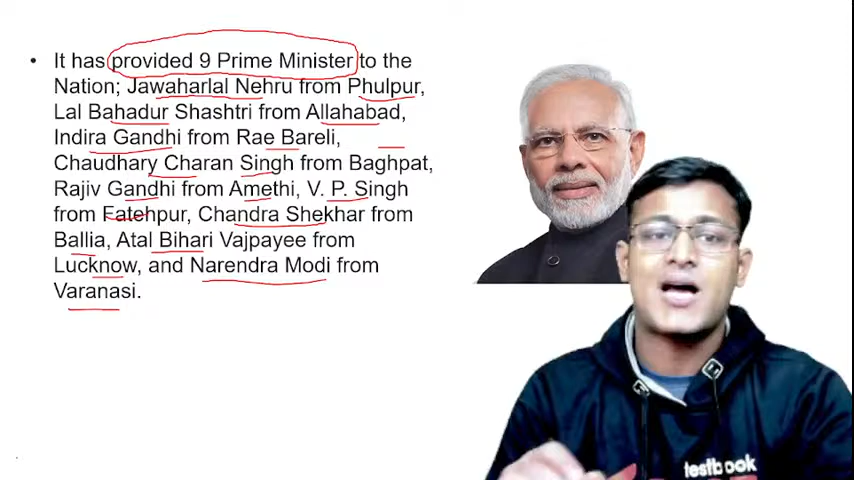 • It has provided 9 Prime Minister to the
Nation; Jawaharlal Nehru from Phulpur,
Lal Bahadur Shashtri from Allahabad,
Indira Gandhi from Rae Bareli,
Chaudhary Charan Singh from Baghpat,
Rajiv Gandhi from Amethi, V. P. Singh
from Fatehpur, Chandra Shekhar from
Ballia, Atal Bihari Vajpayee from
Lucknow, and Narendra Modi from
Varanasi.
testbook